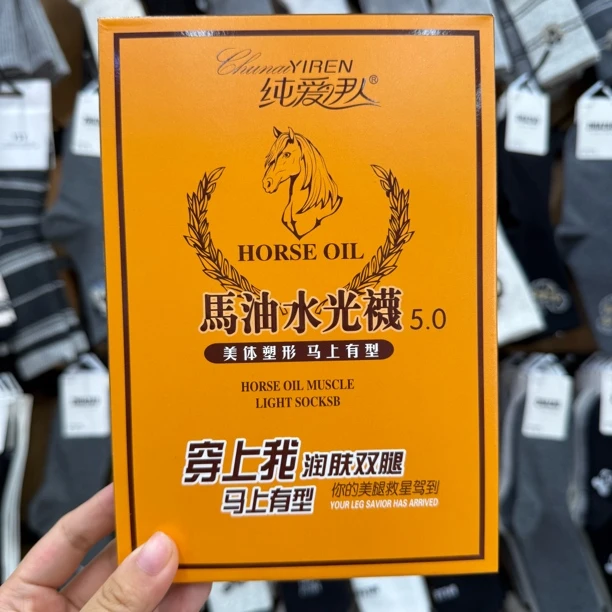 Chunai YIREN
纯爱伊人®
HORSE OIL
馬油水光襪 5.0
美体塑形 马上有型
HORSE OIL MUSCLE
LIGHT SOCKSB
穿上我 润肤双腿
马上有型 你的美腿救星驾到
YOUR LEG SAVIOR HAS ARRIVED